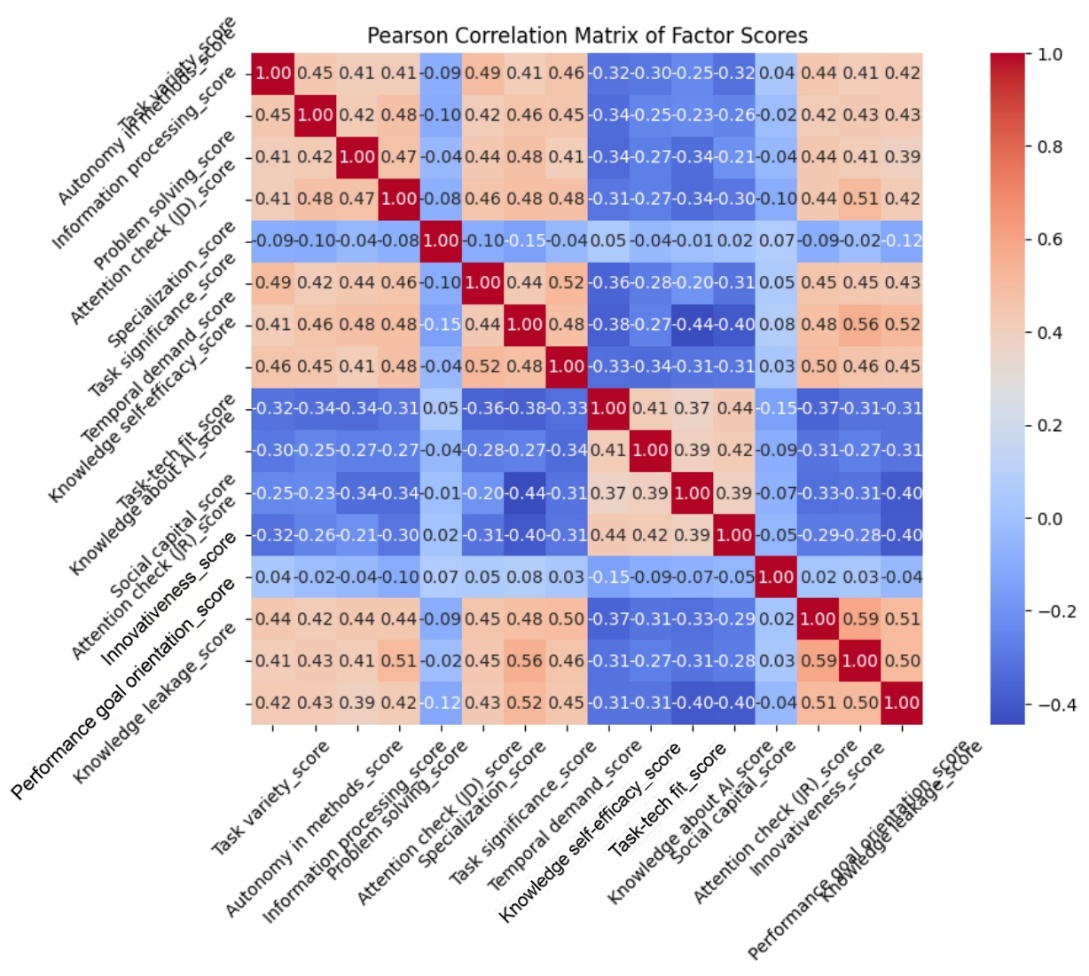 Pearson Correlation Matrix of Factor Scores
Task variety_score
Autonomy in methods_score
Information processing_score
Problem solving_score
Attention check (JD)_score
Specialization_score
Task significance_score
Temporal demand_score
Knowledge self-efficacy_score
Task-tech fit_score
Knowledge about AI_score
Social capital_score
Attention check (JR)_score
Innovativeness_score
Performance goal orientation_score
Knowledge leakage_score
1.00 0.45 0.41 0.41 -0.09 0.49 0.41 0.46 -0.32 -0.30 -0.25 -0.32 0.04 0.44 0.41 0.42
0.45 1.00 0.42 0.48 -0.10 0.42 0.46 0.45 -0.34 -0.25 -0.23 -0.26 -0.02 0.42 0.43 0.43
0.41 0.42 1.00 0.47 -0.04 0.44 0.48 0.41 -0.34 -0.27 -0.34 -0.21 -0.04 0.44 0.41 0.39
0.41 0.48 0.47 1.00 -0.08 0.46 0.48 0.48 -0.31 -0.27 -0.34 -0.30 -0.10 0.44 0.51 0.42
-0.09 -0.10 -0.04 -0.08 1.00 -0.10 -0.15 -0.04 0.05 -0.04 -0.01 0.02 0.07 -0.09 -0.02 -0.12
0.49 0.42 0.44 0.46 -0.10 1.00 0.44 0.52 -0.36 -0.28 -0.20 -0.31 0.05 0.45 0.45 0.43
0.41 0.46 0.48 0.48 -0.15 0.44 1.00 0.48 -0.38 -0.27 -0.44 -0.40 0.08 0.48 0.56 0.52
0.46 0.45 0.41 0.48 -0.04 0.52 0.48 1.00 -0.33 -0.34 -0.31 -0.31 0.03 0.50 0.46 0.45
-0.32 -0.34 -0.34 -0.31 0.05 -0.36 -0.38 -0.33 1.00 0.41 0.37 0.44 -0.15 -0.37 -0.31 -0.31
-0.30 -0.25 -0.27 -0.27 -0.04 -0.28 -0.27 -0.34 0.41 1.00 0.39 0.42 -0.09 -0.31 -0.27 -0.31
-0.25 -0.23 -0.34 -0.34 -0.01 -0.20 -0.44 -0.31 0.37 0.39 1.00 0.39 -0.07 -0.33 -0.31 -0.40
-0.32 -0.26 -0.21 -0.30 0.02 -0.31 -0.40 -0.31 0.44 0.42 0.39 1.00 -0.05 -0.29 -0.28 -0.40
0.04 -0.02 -0.04 -0.10 0.07 0.05 0.08 0.03 -0.15 -0.09 -0.07 -0.05 1.00 0.02 0.03 -0.04
0.44 0.42 0.44 0.44 -0.09 0.45 0.48 0.50 -0.37 -0.31 -0.33 -0.29 0.02 1.00 0.59 0.51
0.41 0.43 0.41 0.51 -0.02 0.45 0.56 0.46 -0.31 -0.27 -0.31 -0.28 0.03 0.59 1.00 0.50
0.42 0.43 0.39 0.42 -0.12 0.43 0.52 0.45 -0.31 -0.31 -0.40 -0.40 -0.04 0.51 0.50 1.00
Task variety_score
Autonomy in methods_score
Information processing_score
Problem solving_score
Attention check (JD)_score
Specialization_score
Task significance_score
Temporal demand_score
Knowledge self-efficacy_score
Task-tech fit_score
Knowledge about AI_score
Social capital_score
Attention check (JR)_score
Innovativeness_score
Performance goal orientation_score
Knowledge leakage_score
1.0
0.8
0.6
0.4
0.2
0.0
−0.2
−0.4